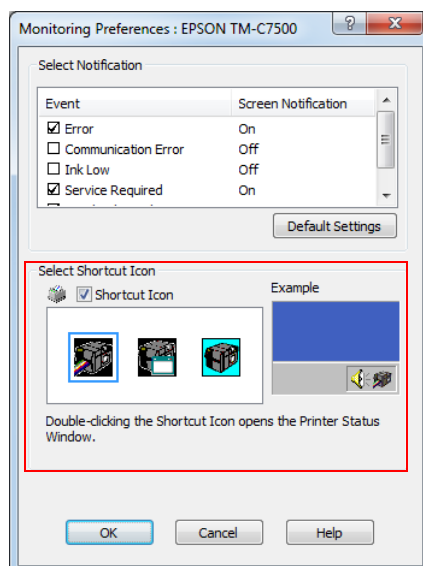 Monitoring Preferences : EPSON TM-C7500
Select Notification
Event Screen Notification
Error On
Communication Error Off
Ink Low Off
Service Required On
Default Settings
Select Shortcut Icon
Shortcut Icon
Example
Double-clicking the Shortcut Icon opens the Printer Status
Window.
OK Cancel Help